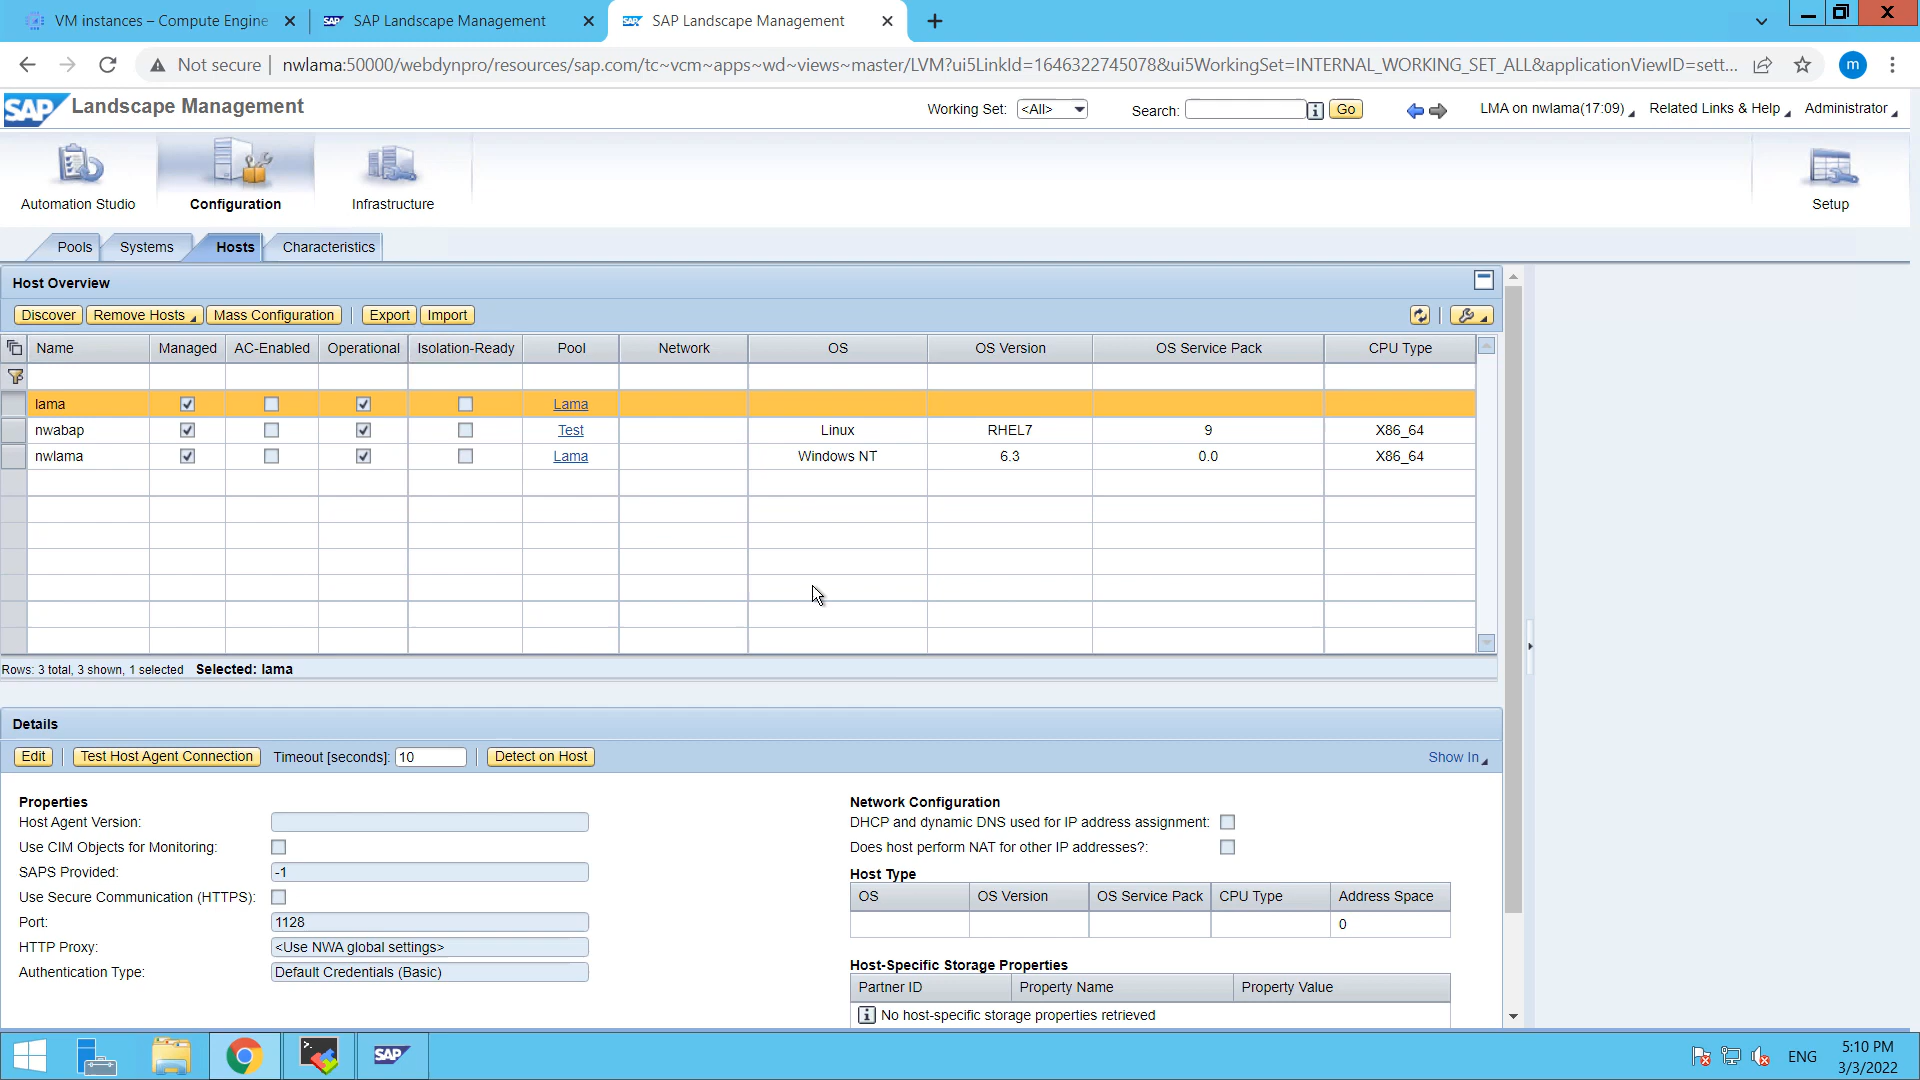 VM instances – Compute Engine
SAP Landscape Management
SAP Landscape Management
Not secure
nwlama:50000/webdynpro/resources/sap.com/tc~vcm~apps~wd~views~master/LVM?ui5LinkId=1646322745078&ui5WorkingSet=INTERNAL_WORKING_SET_ALL&applicationViewID=sett...
m
SAP Landscape Management
Working Set: <All>
Search: Go
LMA on nwlama(17:09)
Related Links & Help
Administrator
Automation Studio
Configuration
Infrastructure
Setup
Pools Systems Hosts Characteristics
Host Overview
Discover Remove Hosts Mass Configuration Export Import
Name Managed AC-Enabled Operational Isolation-Ready Pool Network OS OS Version OS Service Pack CPU Type
lama Lama
nwabap Test Linux RHEL7 9 X86_64
nwlama Lama Windows NT 6.3 0.0 X86_64
Rows: 3 total, 3 shown, 1 selected Selected: lama
Details
Edit Test Host Agent Connection Timeout [seconds]: 10 Detect on Host Show In
Properties
Host Agent Version:
Use CIM Objects for Monitoring:
SAPS Provided: -1
Use Secure Communication (HTTPS):
Port: 1128
HTTP Proxy: <Use NWA global settings>
Authentication Type: Default Credentials (Basic)
Network Configuration
DHCP and dynamic DNS used for IP address assignment:
Does host perform NAT for other IP addresses?:
Host Type
OS OS Version OS Service Pack CPU Type Address Space
0
Host-Specific Storage Properties
Partner ID Property Name Property Value
No host-specific storage properties retrieved
SAP
ENG
5:10 PM
3/3/2022